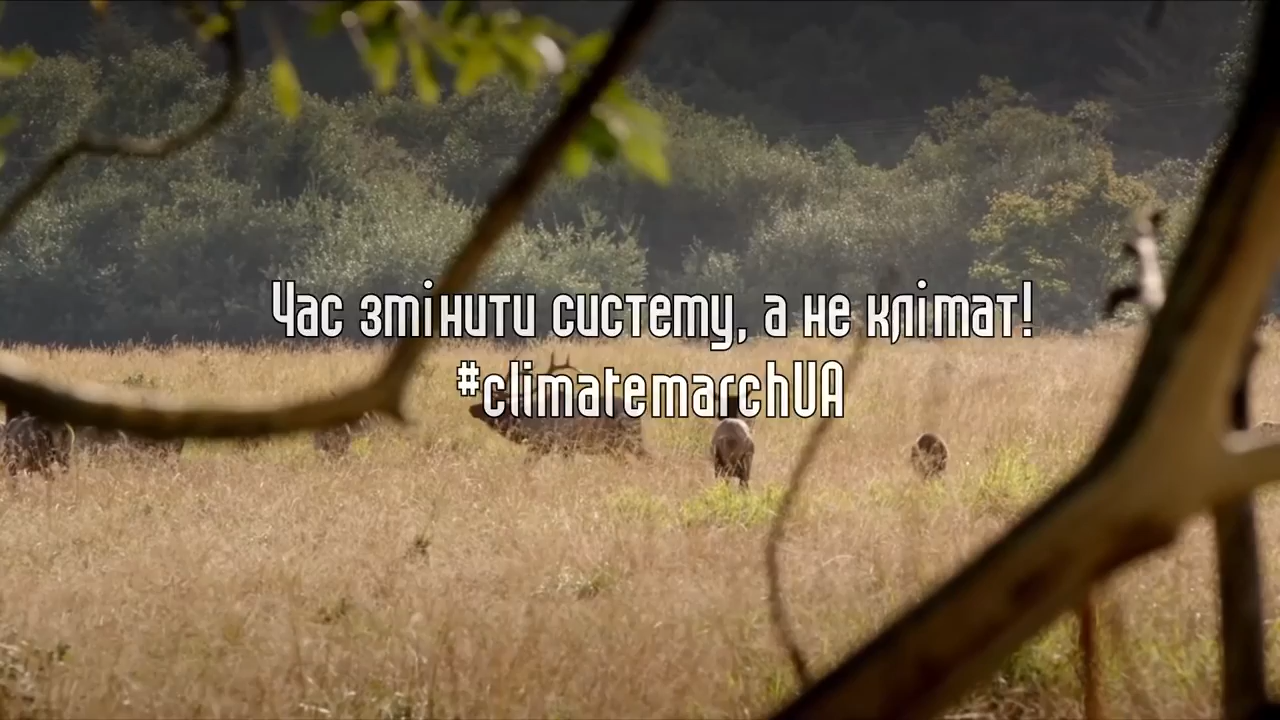 Час змінити систему, а не клімат!
#climatemarchUA